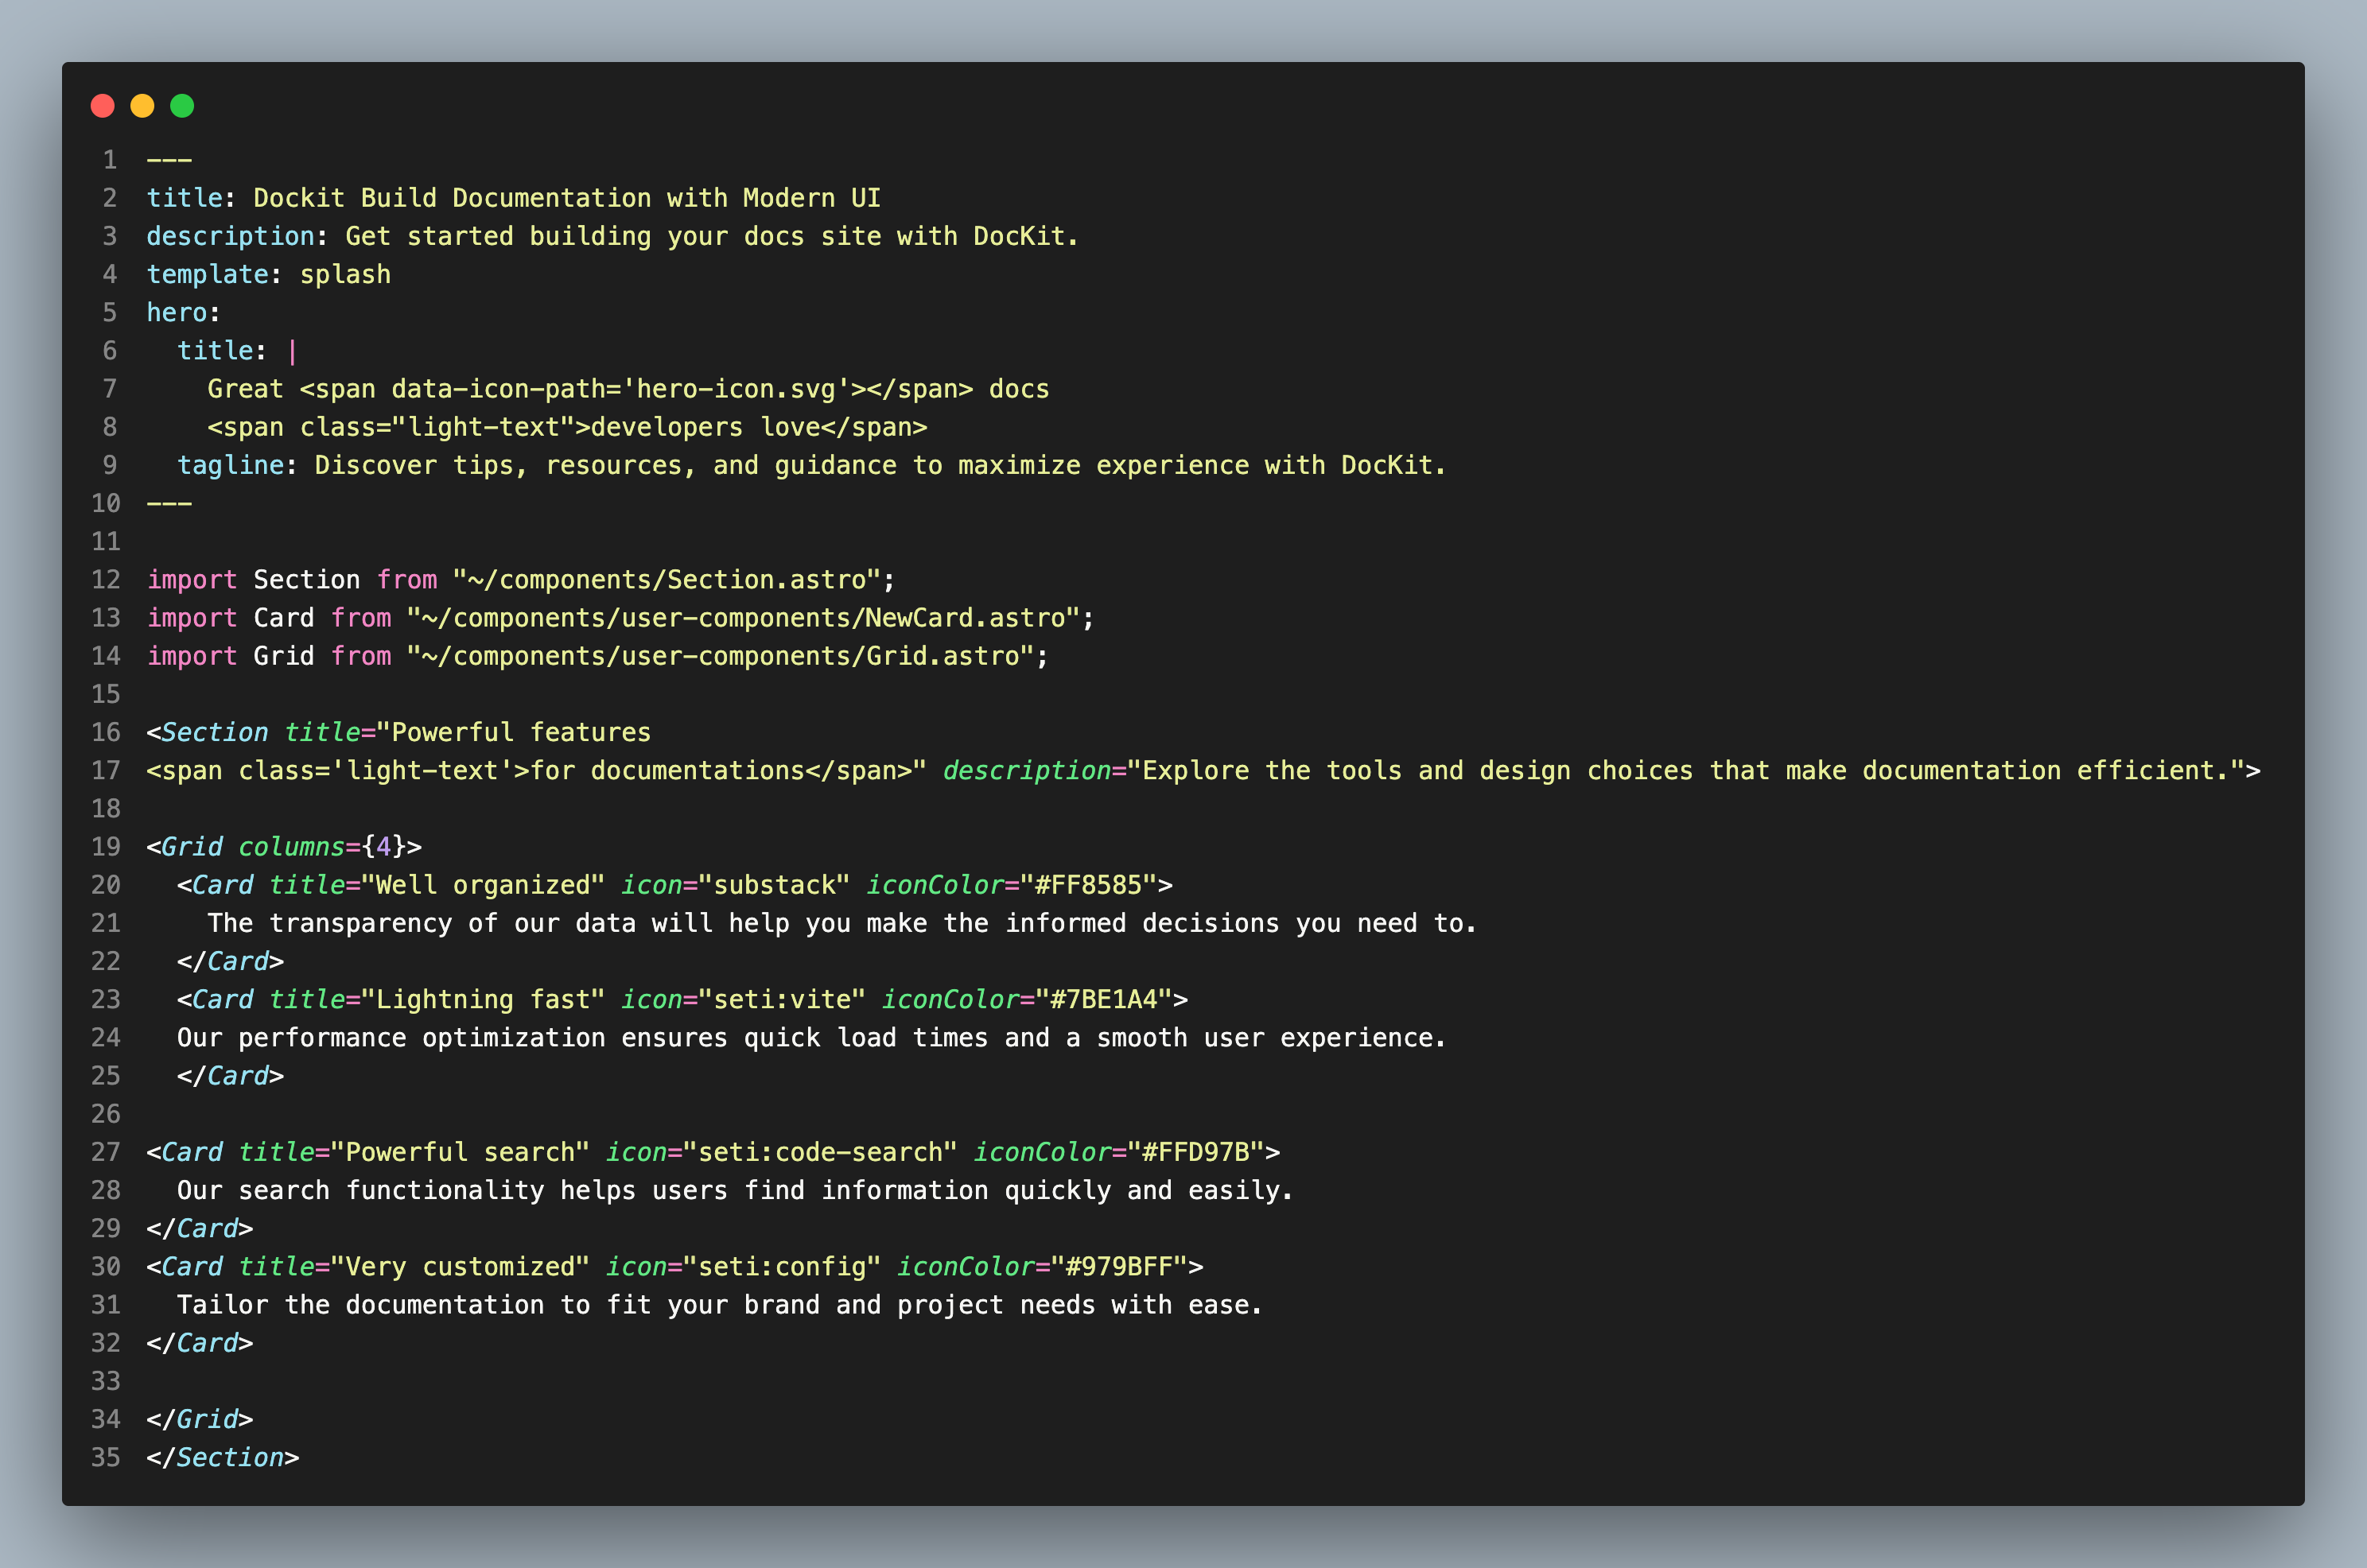 1 ---
2 title: Dockit Build Documentation with Modern UI
3 description: Get started building your docs site with DocKit.
4 template: splash
5 hero:
6   title: |
7     Great <span data-icon-path='hero-icon.svg'></span> docs
8     <span class="light-text">developers love</span>
9   tagline: Discover tips, resources, and guidance to maximize experience with DocKit.
10 ---
11
12 import Section from "~/components/Section.astro";
13 import Card from "~/components/user-components/NewCard.astro";
14 import Grid from "~/components/user-components/Grid.astro";
15
16 <Section title="Powerful features
17 <span class='light-text'>for documentations</span>" description="Explore the tools and design choices that make documentation efficient.">
18
19 <Grid columns={4}>
20   <Card title="Well organized" icon="substack" iconColor="#FF8585">
21     The transparency of our data will help you make the informed decisions you need to.
22   </Card>
23   <Card title="Lightning fast" icon="seti:vite" iconColor="#7BE1A4">
24   Our performance optimization ensures quick load times and a smooth user experience.
25   </Card>
26
27 <Card title="Powerful search" icon="seti:code-search" iconColor="#FFD97B">
28   Our search functionality helps users find information quickly and easily.
29 </Card>
30 <Card title="Very customized" icon="seti:config" iconColor="#979BFF">
31   Tailor the documentation to fit your brand and project needs with ease.
32 </Card>
33
34 </Grid>
35 </Section>